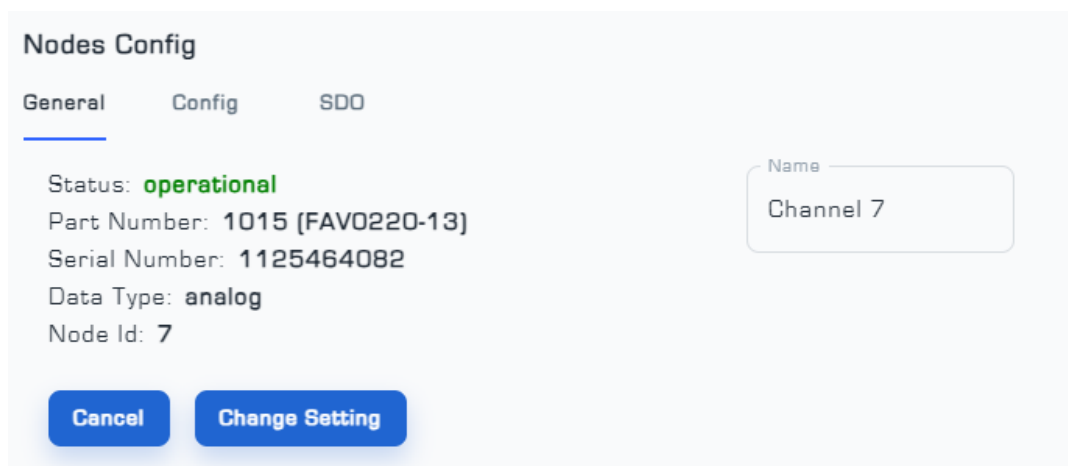 Nodes Config
General Config SDO
Name
Channel 7
Status: operational
Part Number: 1015 (FAV0220-13)
Serial Number: 1125464082
Data Type: analog
Node Id: 7
Cancel Change Setting